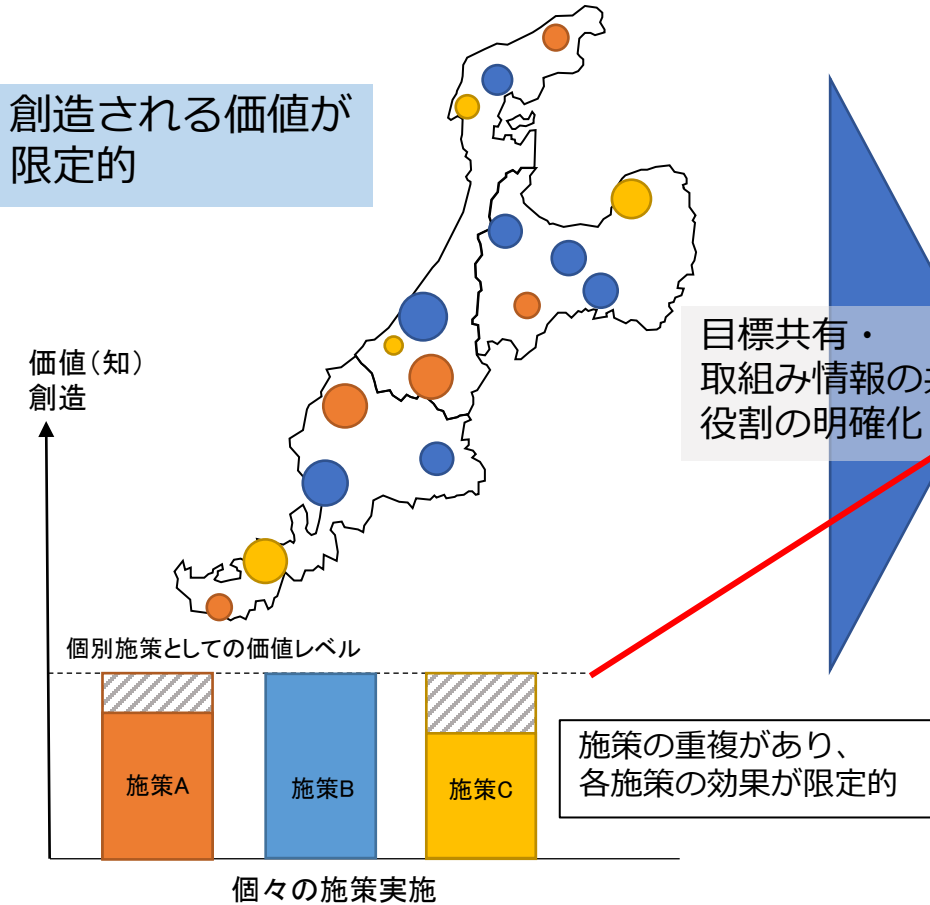 創造される価値が
限定的
目標共有・
取組み情報の
役割の明確化
価値(知)
創造
個別施策としての価値レベル
施策A
施策B
施策C
施策の重複があり、
各施策の効果が限定的
個々の施策実施